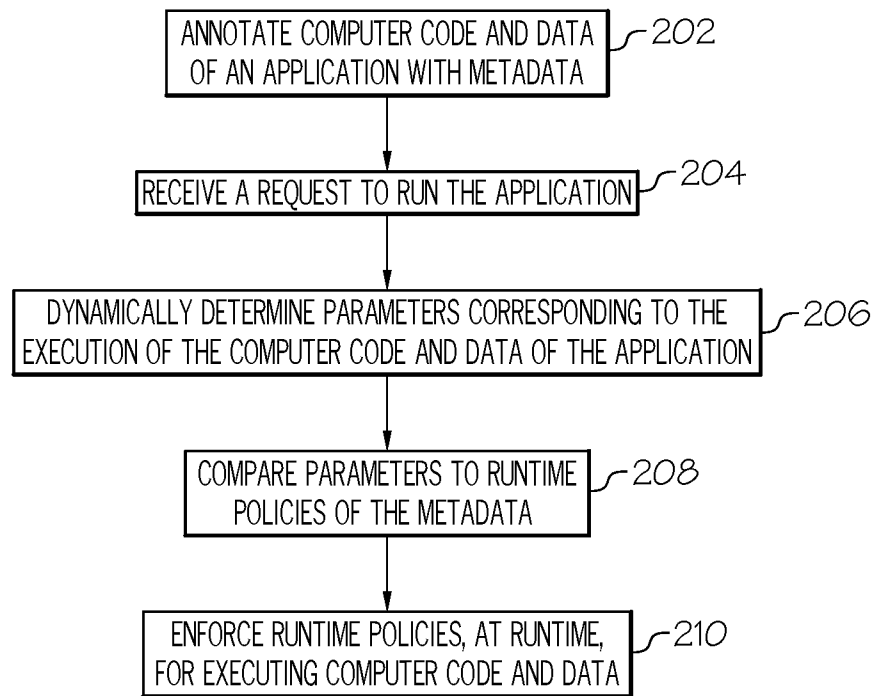 ANNOTATE COMPUTER CODE AND DATA
OF AN APPLICATION WITH METADATA
202
RECEIVE A REQUEST TO RUN THE APPLICATION
204
DYNAMICALLY DETERMINE PARAMETERS CORRESPONDING TO THE
EXECUTION OF THE COMPUTER CODE AND DATA OF THE APPLICATION
206
COMPARE PARAMETERS TO RUNTIME
POLICIES OF THE METADATA
208
ENFORCE RUNTIME POLICIES, AT RUNTIME,
FOR EXECUTING COMPUTER CODE AND DATA
210